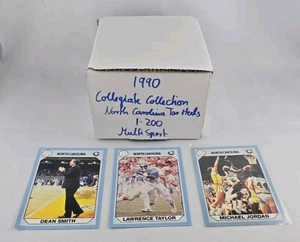 1990
Collegiate Collection
North Carolina Tar Heels
1-200
Multi Sport
NORTH CAROLINA
DEAN SMITH
NORTH CAROLINA
LAWRENCE TAYLOR
NORTH CAROLINA
MICHAEL JORDAN